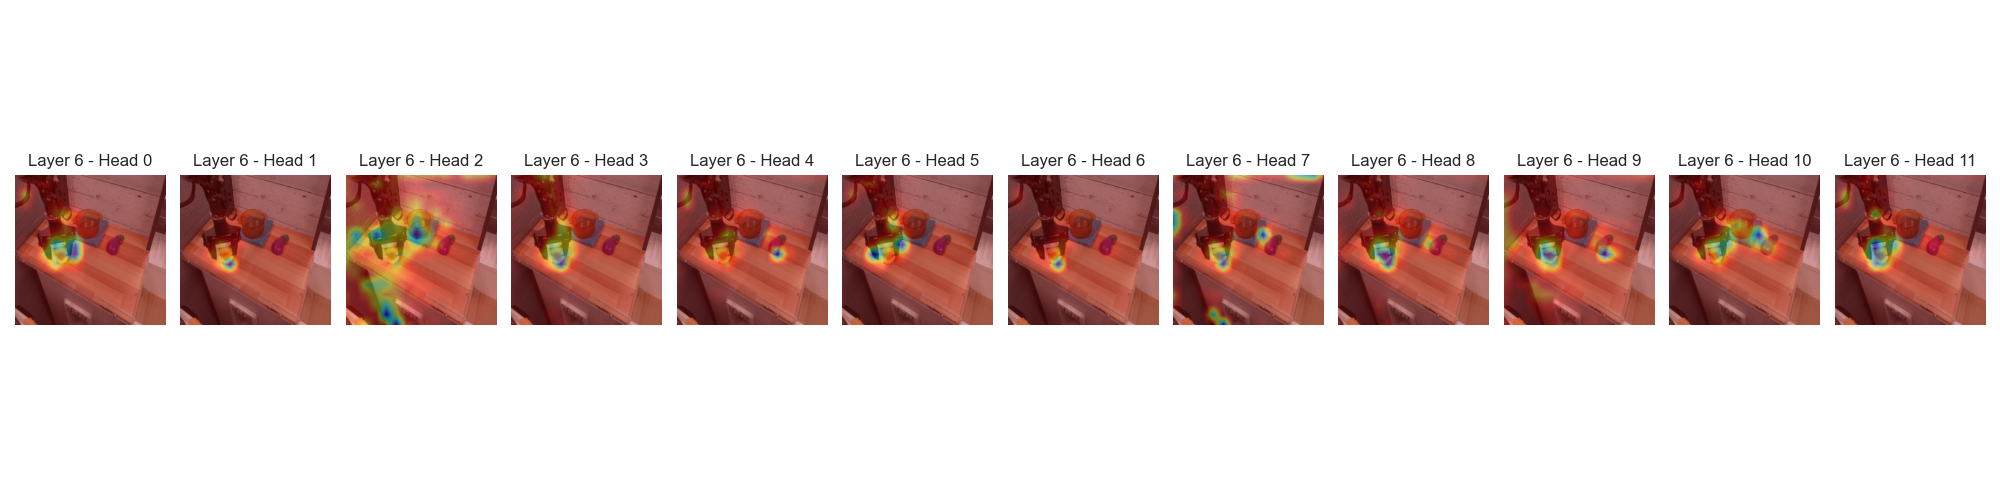 Layer 6 - Head 0
Layer 6 - Head 1
Layer 6 - Head 2
Layer 6 - Head 3
Layer 6 - Head 4
Layer 6 - Head 5
Layer 6 - Head 6
Layer 6 - Head 7
Layer 6 - Head 8
Layer 6 - Head 9
Layer 6 - Head 10
Layer 6 - Head 11